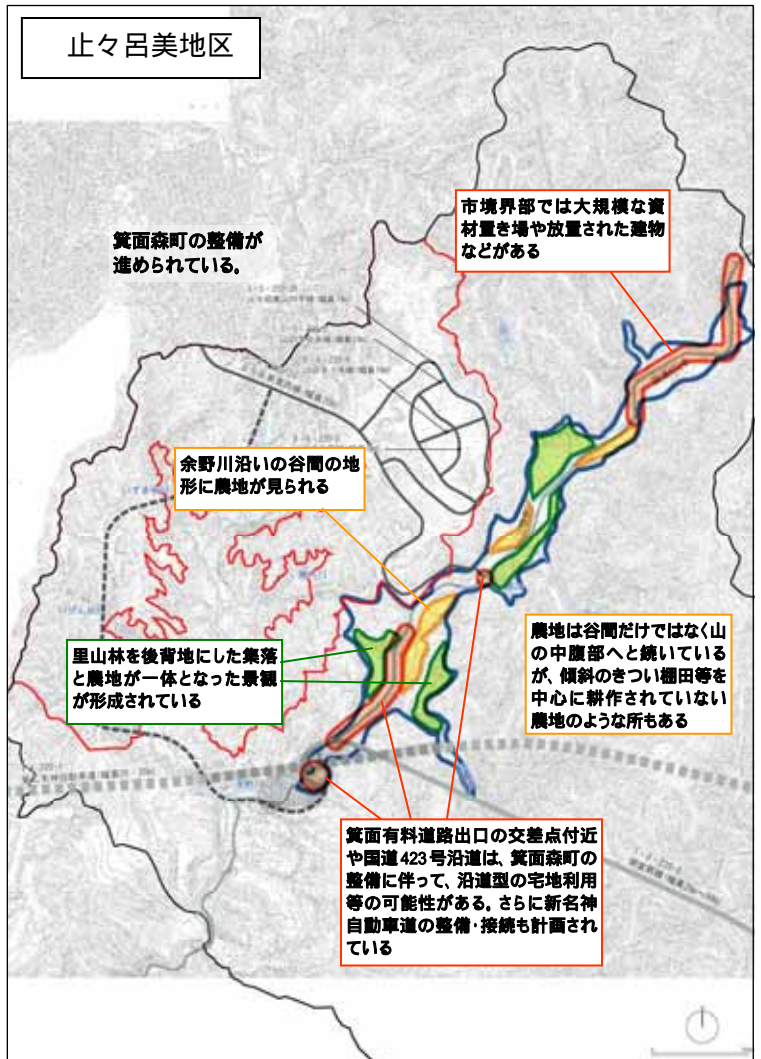 止々呂美地区
市境界部では大規模な資
材置き場や放置された建物
などがある
箕面森町の整備が
進められている。
余野川沿いの谷間の地
形に農地が見られる
農地は谷間だけではなく山
の中腹部へと続いている
が、傾斜のきつい棚田等を
中心に耕作されていない
農地のような所もある
里山林を後背地にした集落
と農地が一体となった景観
が形成されている
箕面有料道路出口の交差点付近
や国道423号沿道は、箕面森町の
整備に伴って、沿道型の宅地利用
等の可能性がある。さらに新名神
自動車道の整備・接続も計画され
ている